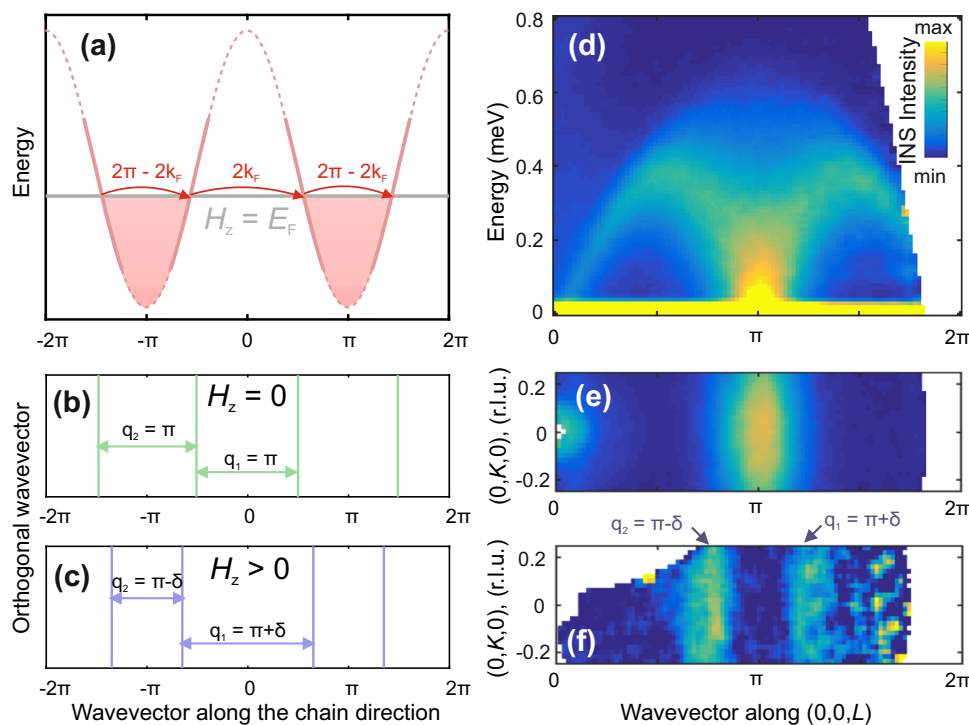 (a)
Energy
2π - 2k_F
2k_F
2π - 2k_F
H_z = E_F
-2π
-π
0
π
2π
(b)
H_z = 0
q_2 = π
q_1 = π
-2π
-π
0
π
2π
Orthogonal wavevector
(c)
H_z > 0
q_2 = π-δ
q_1 = π+δ
-2π
-π
0
π
2π
Wavevector along the chain direction
(d)
Energy (meV)
0.8
0.6
0.4
0.2
0
0
π
2π
max
INS Intensity
min
(e)
(0,K,0), (r.l.u.)
0.2
0
-0.2
0
π
2π
q_2 = π-δ
q_1 = π+δ
(f)
(0,K,0), (r.l.u.)
0.2
0
-0.2
0
π
2π
Wavevector along (0,0,L)